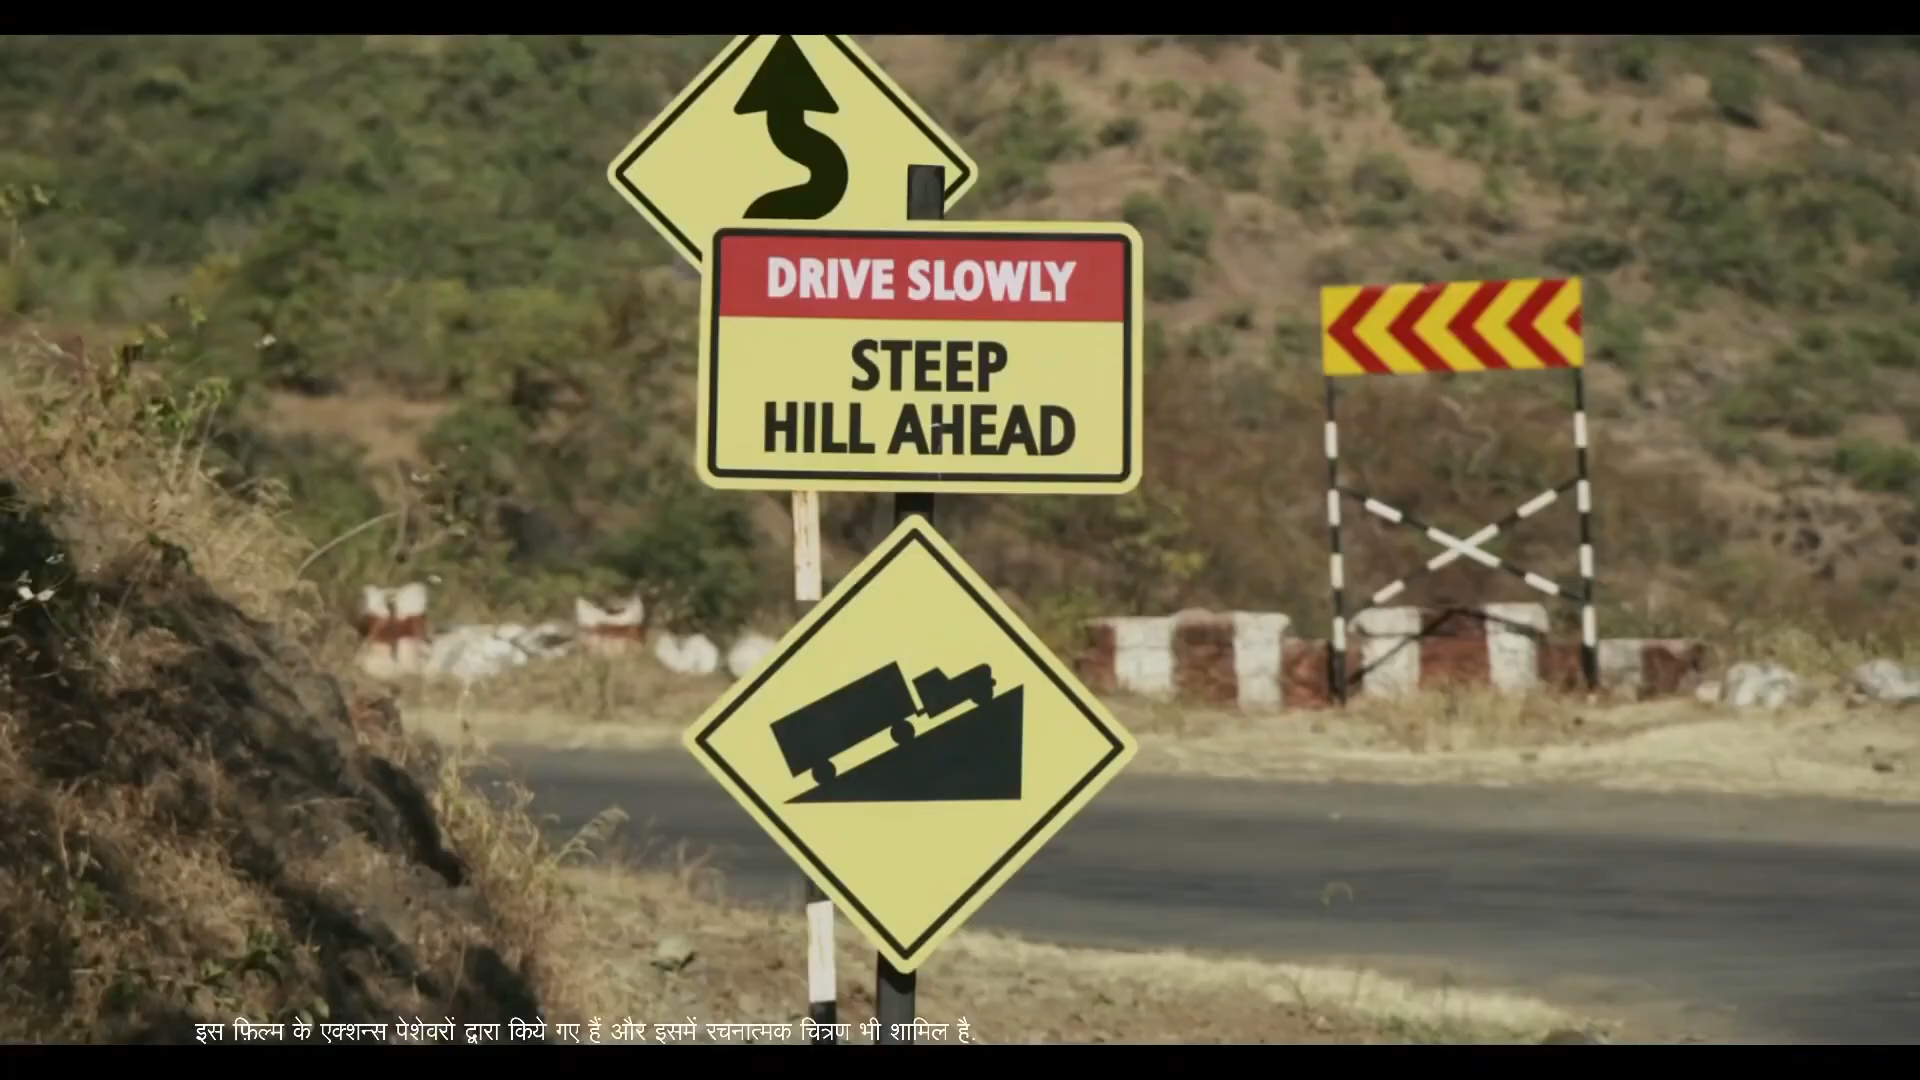 DRIVE SLOWLY
STEEP
HILL AHEAD
इस फ़िल्म के एक्शन्स पेशेवरों द्वारा किये गए हैं और इसमें रचनात्मक चित्रण भी शामिल है.